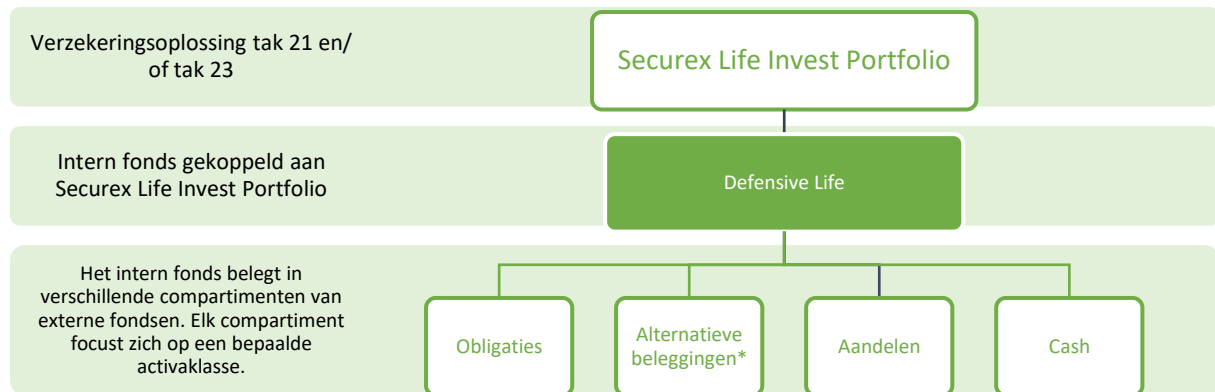 Verzekeringsoplossing tak 21 en/
of tak 23
Securex Life Invest Portfolio
Intern fonds gekoppeld aan
Securex Life Invest Portfolio
Defensive Life
Het intern fonds belegt in
verschillende compartimenten van
externe fondsen. Elk compartiment
focust zich op een bepaalde
activaklasse.
Obligaties
Alternatieve
beleggingen*
Aandelen
Cash